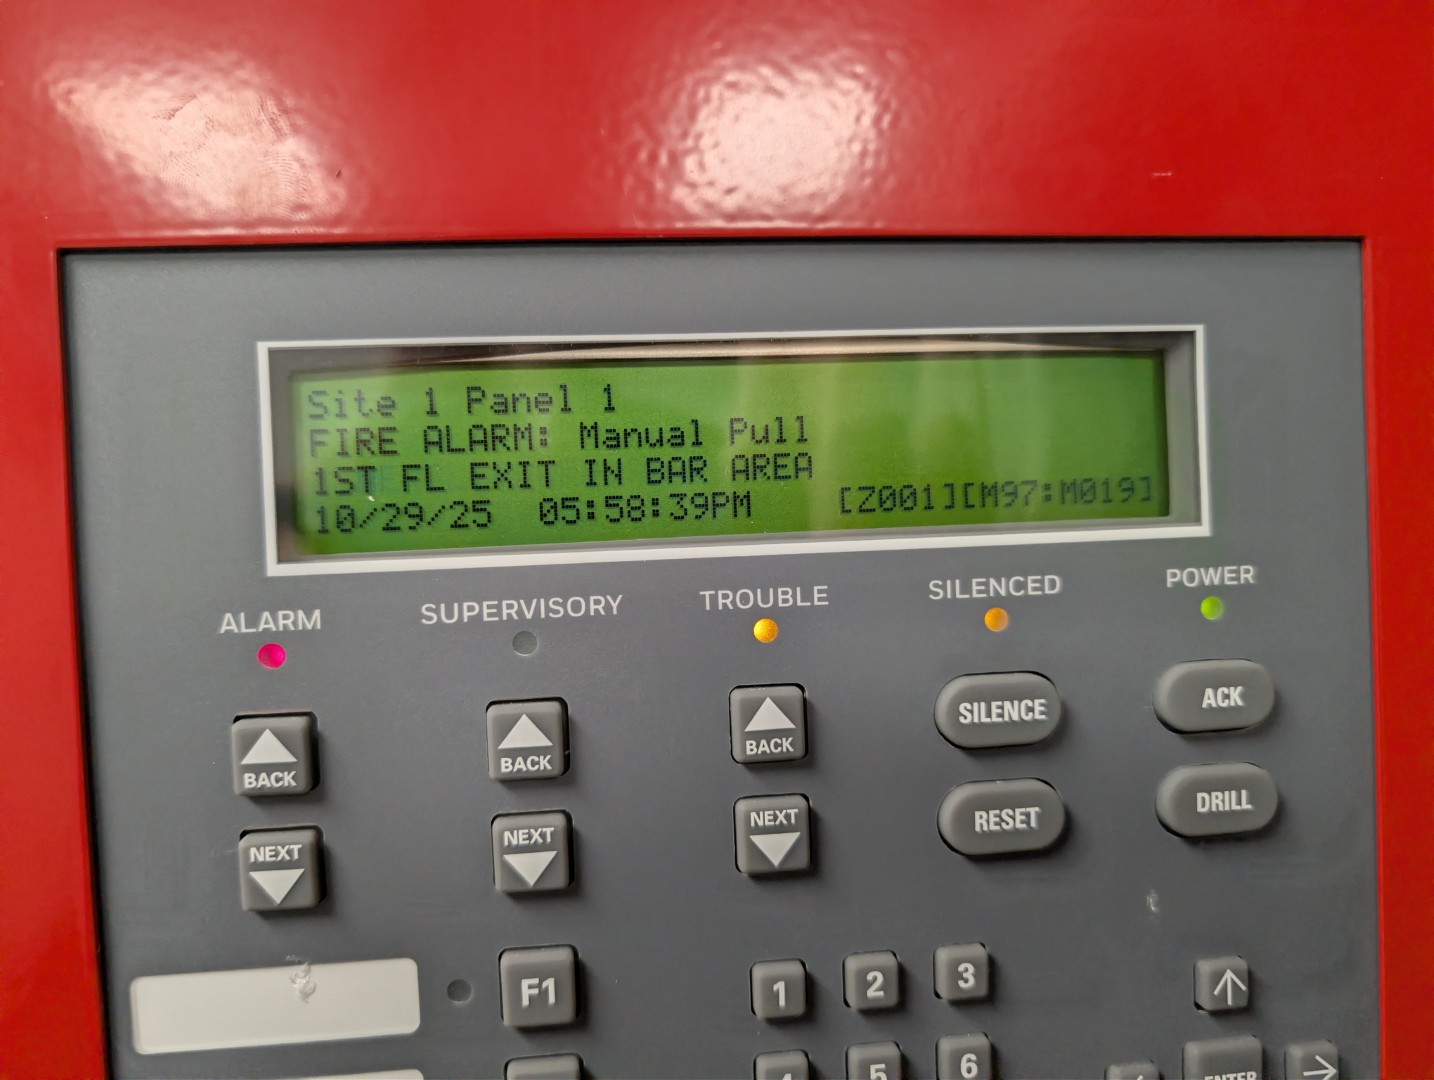 Site 1 Panel 1
FIRE ALARM: Manual Pull
1ST FL EXIT IN BAR AREA
10/29/25 05:58:39PM [Z001][M97:M019]
ALARM SUPERVISORY TROUBLE SILENCED POWER
BACK BACK BACK SILENCE ACK
NEXT NEXT NEXT RESET DRILL
F1 1 2 3
4 5 6 ENTER